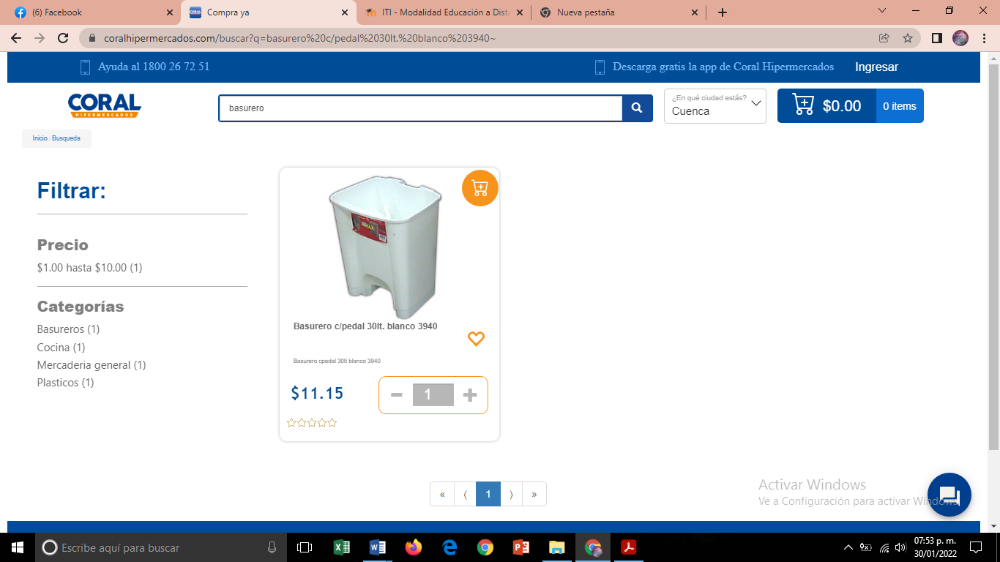 (6) Facebook
Compra ya
ITI - Modalidad Educación a Dista
Nueva pestaña
coralhipermercados.com/buscar?q=basurero%20c/pedal%2030lt.%20blanco%203940~
Ayuda al 1800 26 72 51
Descarga gratis la app de Coral Hipermercados
Ingresar
CORAL
HIPERMERCADOS
basurero
¿En qué ciudad estás?
Cuenca
$0.00
0 items
Inicio / Busqueda
Filtrar:
Precio
$1.00 hasta $10.00 (1)
Categorías
Basureros (1)
Cocina (1)
Mercaderia general (1)
Plasticos (1)
Basurero c/pedal 30lt. blanco 3940
Basurero cpedal 30lt blanco 3940
$11.15
1
« ⟨ 1 ⟩ »
Activar Windows
Ve a Configuración para activar Windows.
Escribe aquí para buscar
07:53 p. m.
30/01/2022